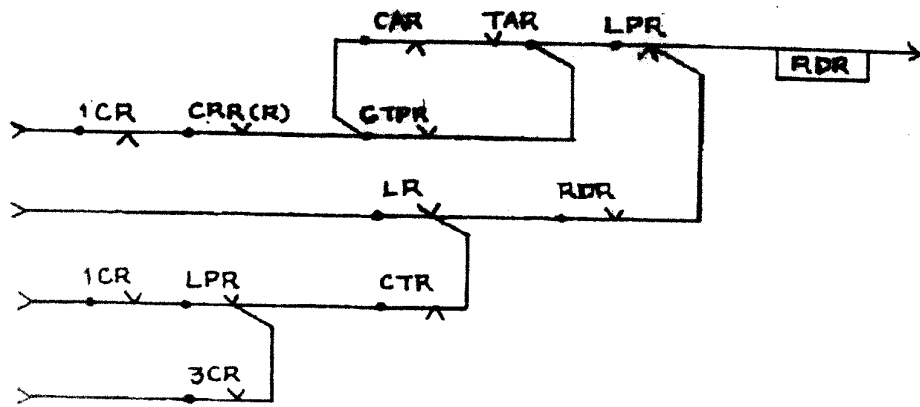 CAR TAR LPR
RDR
1CR CRR(R) GTPR
LR RDR
1CR LPR CTR
3CR